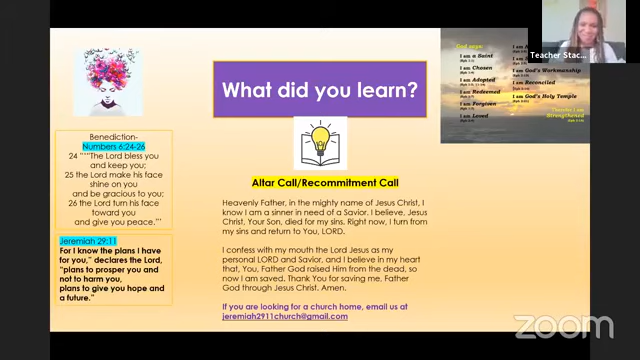 What did you learn?
Benediction-
Numbers 6:24-26
24 """The Lord bless you
and keep you;
25 the Lord make his face
shine on you
and be gracious to you;
26 the Lord turn his face
toward you
and give you peace."'
Jeremiah 29:11
For I know the plans I have
for you," declares the Lord,
"plans to prosper you and
not to harm you,
plans to give you hope and
a future."
Altar Call/Recommitment Call
Heavenly Father, in the mighty name of Jesus Christ, I
know I am a sinner in need of a Savior. I believe, Jesus
Christ, Your Son, died for my sins. Right now, I turn from
my sins and return to You, LORD.
I confess with my mouth the Lord Jesus as my
personal LORD and Savior, and I believe in my heart
that, You, Father God raised Him from the dead, so
now I am saved. Thank You for saving me, Father
God through Jesus Christ. Amen.
If you are looking for a church home, email us at
jeremiah2911church@gmail.com
God says:
I am a Saint
I am Chosen
I am Adopted
I am Redeemed
I am Forgiven
I am Loved
I am God's Workmanship
I am Reconciled
I am God's Holy Temple
Therefore I am
Strengthened
Teacher Stac...
zoom